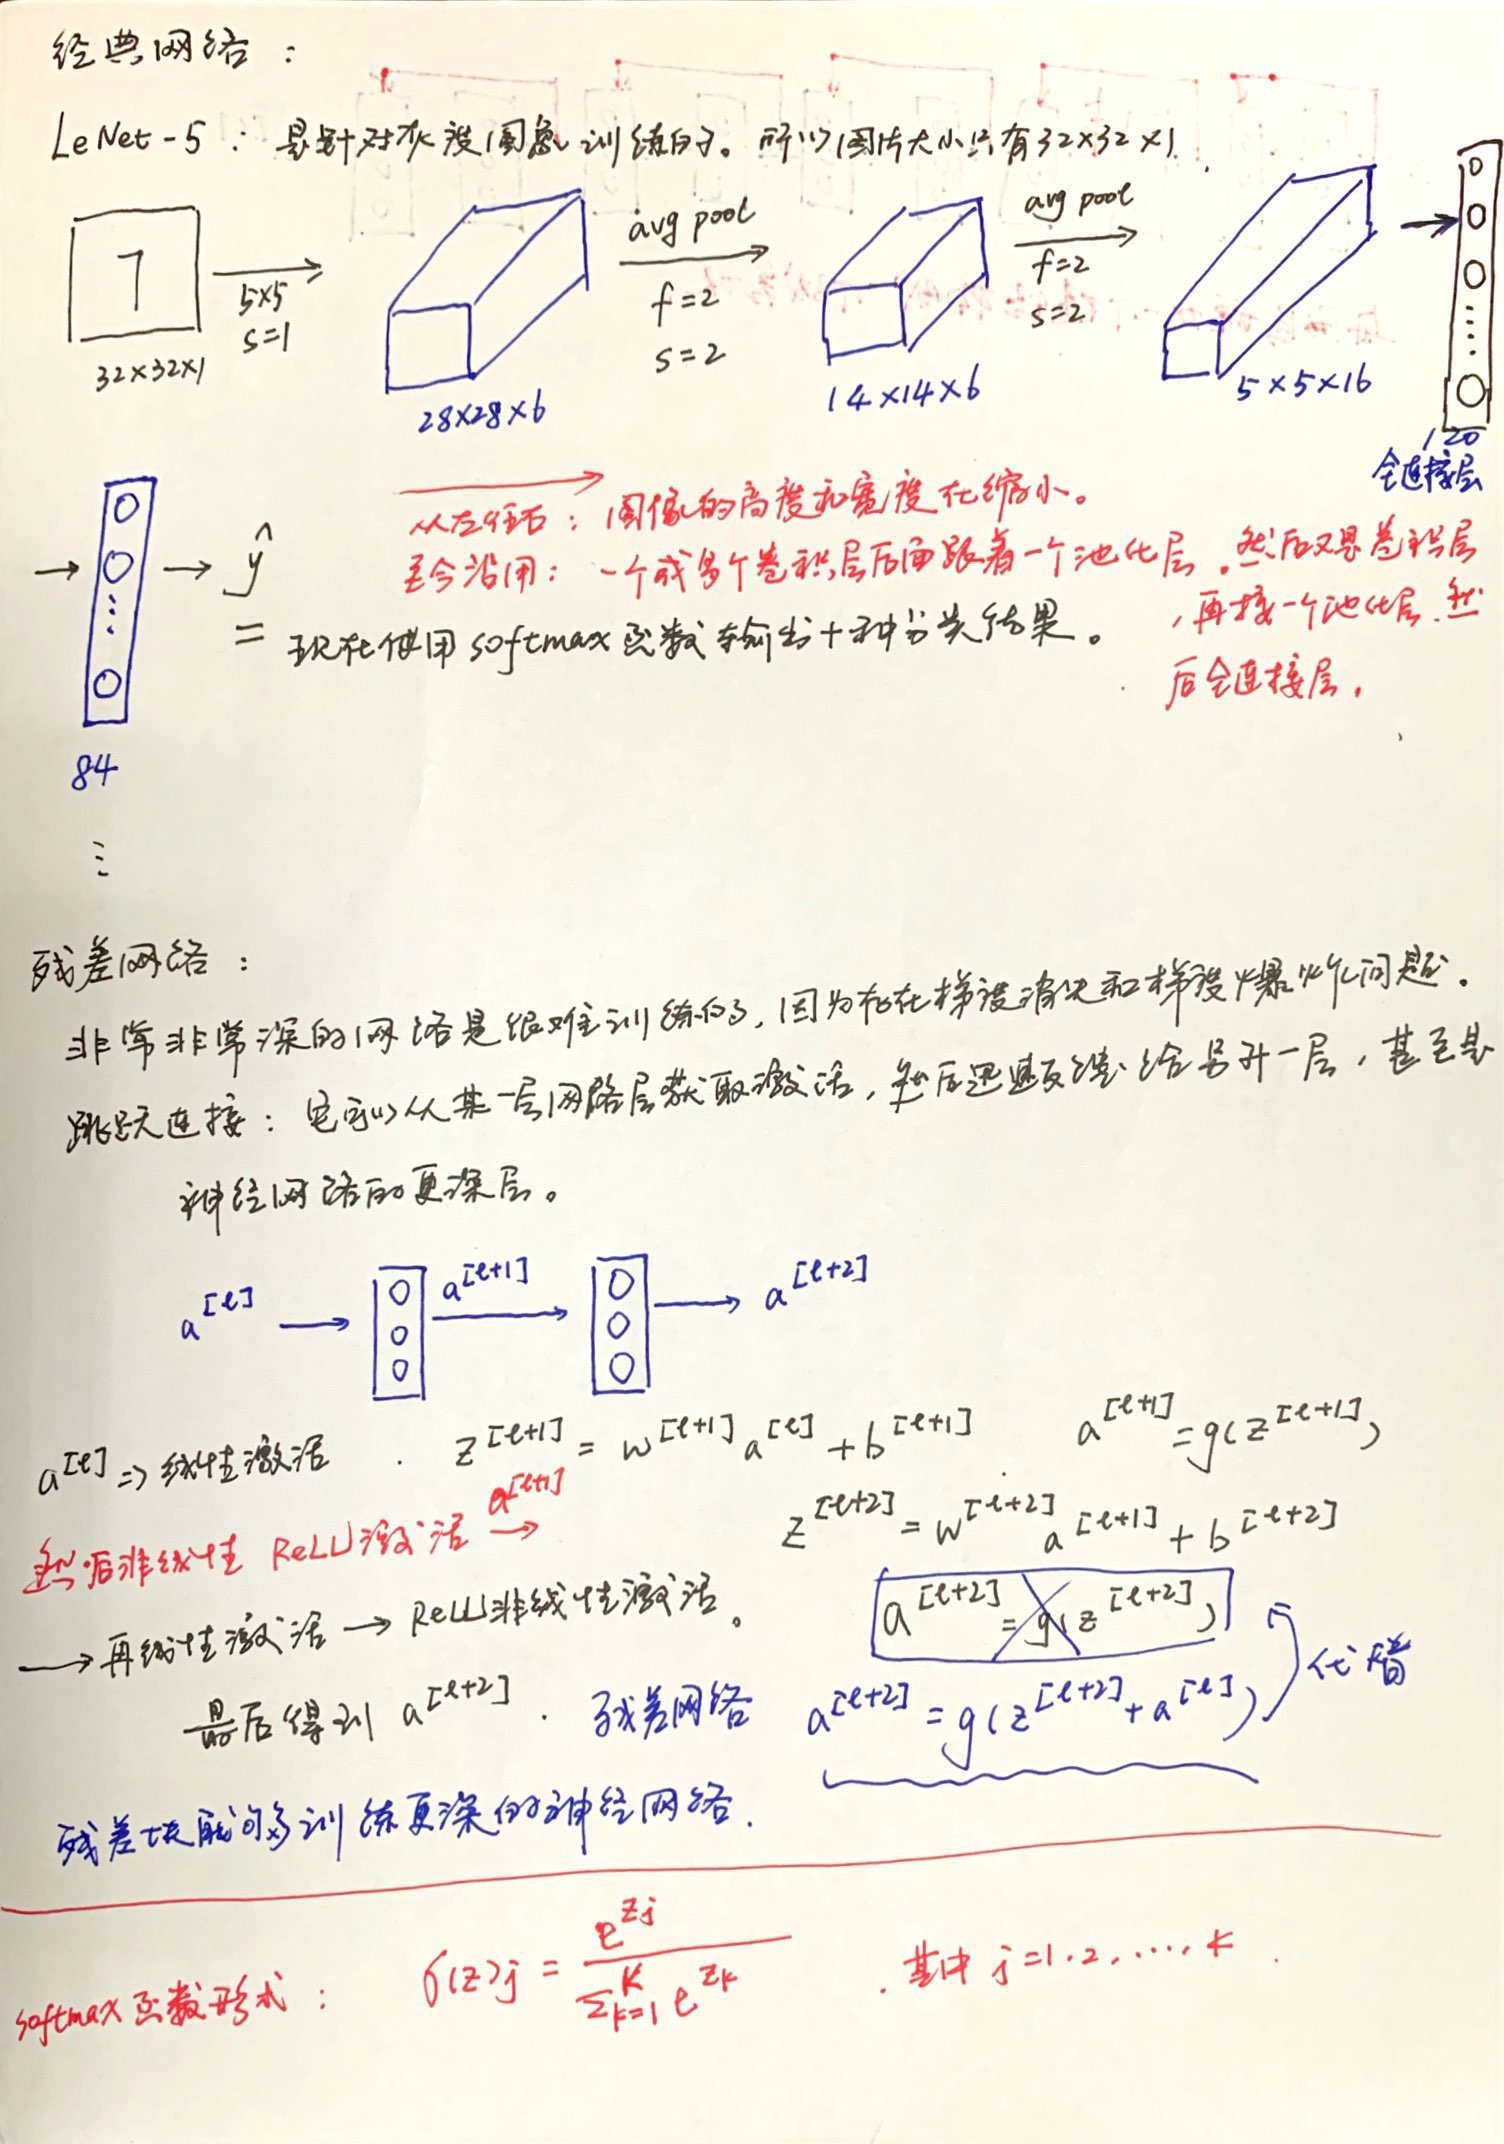 经典网络：
LeNet-5：是针对灰度图象训练的。所以图片大小只有32×32×1.
7
32×32×1
5×5
s=1
28×28×6
avg pool
f=2
s=2
14×14×6
avg pool
f=2
s=2
5×5×16
120
全连接层
84
ŷ
从左往右：图像的高度和宽度在缩小。
至今沿用：一个或多个卷积层后面跟着一个池化层。然后又是卷积层
，再接一个池化层.然
后全连接层.
= 现在使用softmax函数输出十种分类结果。
⋮
残差网络：
非常非常深的网络是很难训练的，因为存在梯度消失和梯度爆炸问题.
跳跃连接：它可以从某一层网路层获取激活，然后迅速反馈给另外一层，甚至是
神经网络的更深层。
a^[l] → a^[l+1] → a^[l+2]
a^[l] => 线性激活 . z^[l+1] = w^[l+1] a^[l] + b^[l+1] a^[l+1] = g(z^[l+1])
然后非线性 ReLU激活 a^[l+1] →
z^[l+2] = w^[l+2] a^[l+1] + b^[l+2]
→再线性激活→ReLU非线性激活。
a^[l+2] = g(z^[l+2])
代替
最后得到 a^[l+2] . 残差网络 a^[l+2] = g(z^[l+2] + a^[l])
残差块能够训练更深的神经网络.
softmax函数形式： σ(z)j = e^zj / Σ_{k=1}^K e^zk . 其中 j=1.2,...,k .